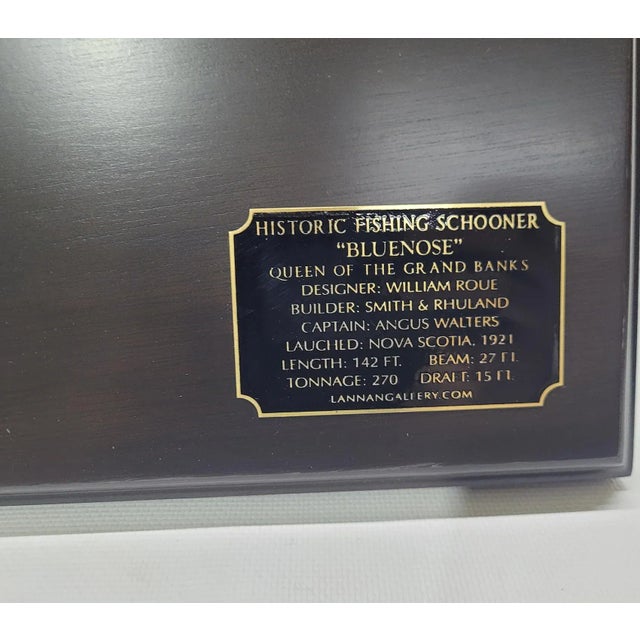 HISTORIC FISHING SCHOONER
“BLUENOSE”
QUEEN OF THE GRAND BANKS
DESIGNER: WILLIAM ROUE
BUILDER: SMITH & RHULAND
CAPTAIN: ANGUS WALTERS
LAUCHED: NOVA SCOTIA, 1921
LENGTH: 142 FT. BEAM: 27 FT.
TONNAGE: 270 DRAFT: 15 FT.
LANNANGALLERY.COM